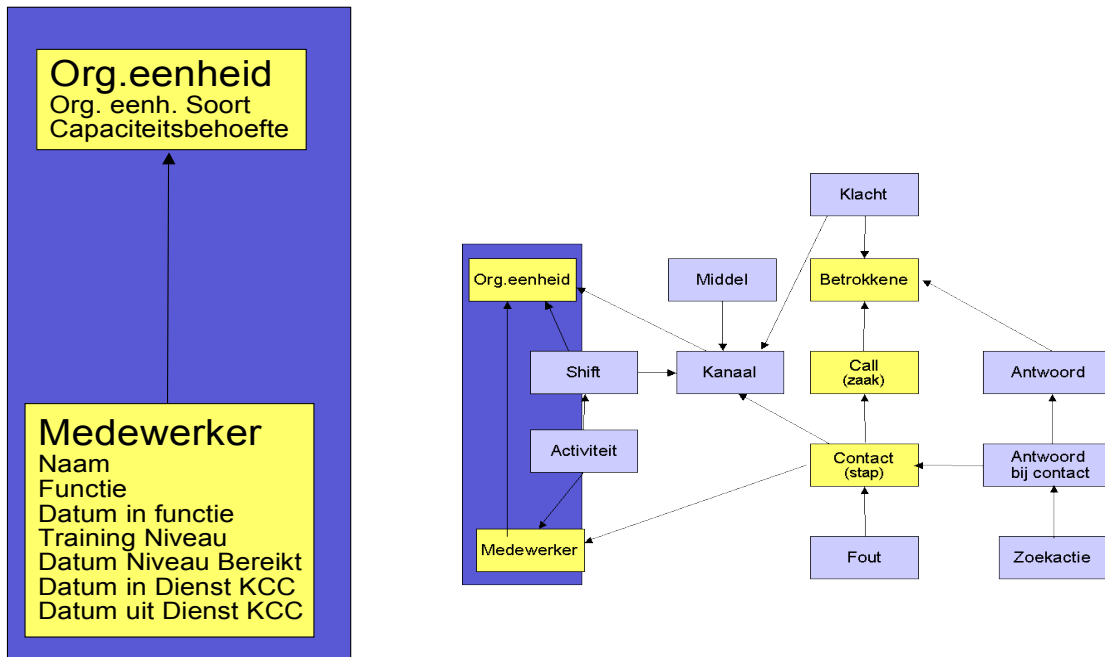 Org.eenheid
Org. eenh. Soort
Capaciteitsbehoefte
Medewerker
Naam
Functie
Datum in functie
Training Niveau
Datum Niveau Bereikt
Datum in Dienst KCC
Datum uit Dienst KCC
Klacht
Org.eenheid
Middel
Betrokkene
Shift
Kanaal
Call
(zaak)
Antwoord
Activiteit
Contact
(stap)
Antwoord
bij contact
Medewerker
Fout
Zoekactie